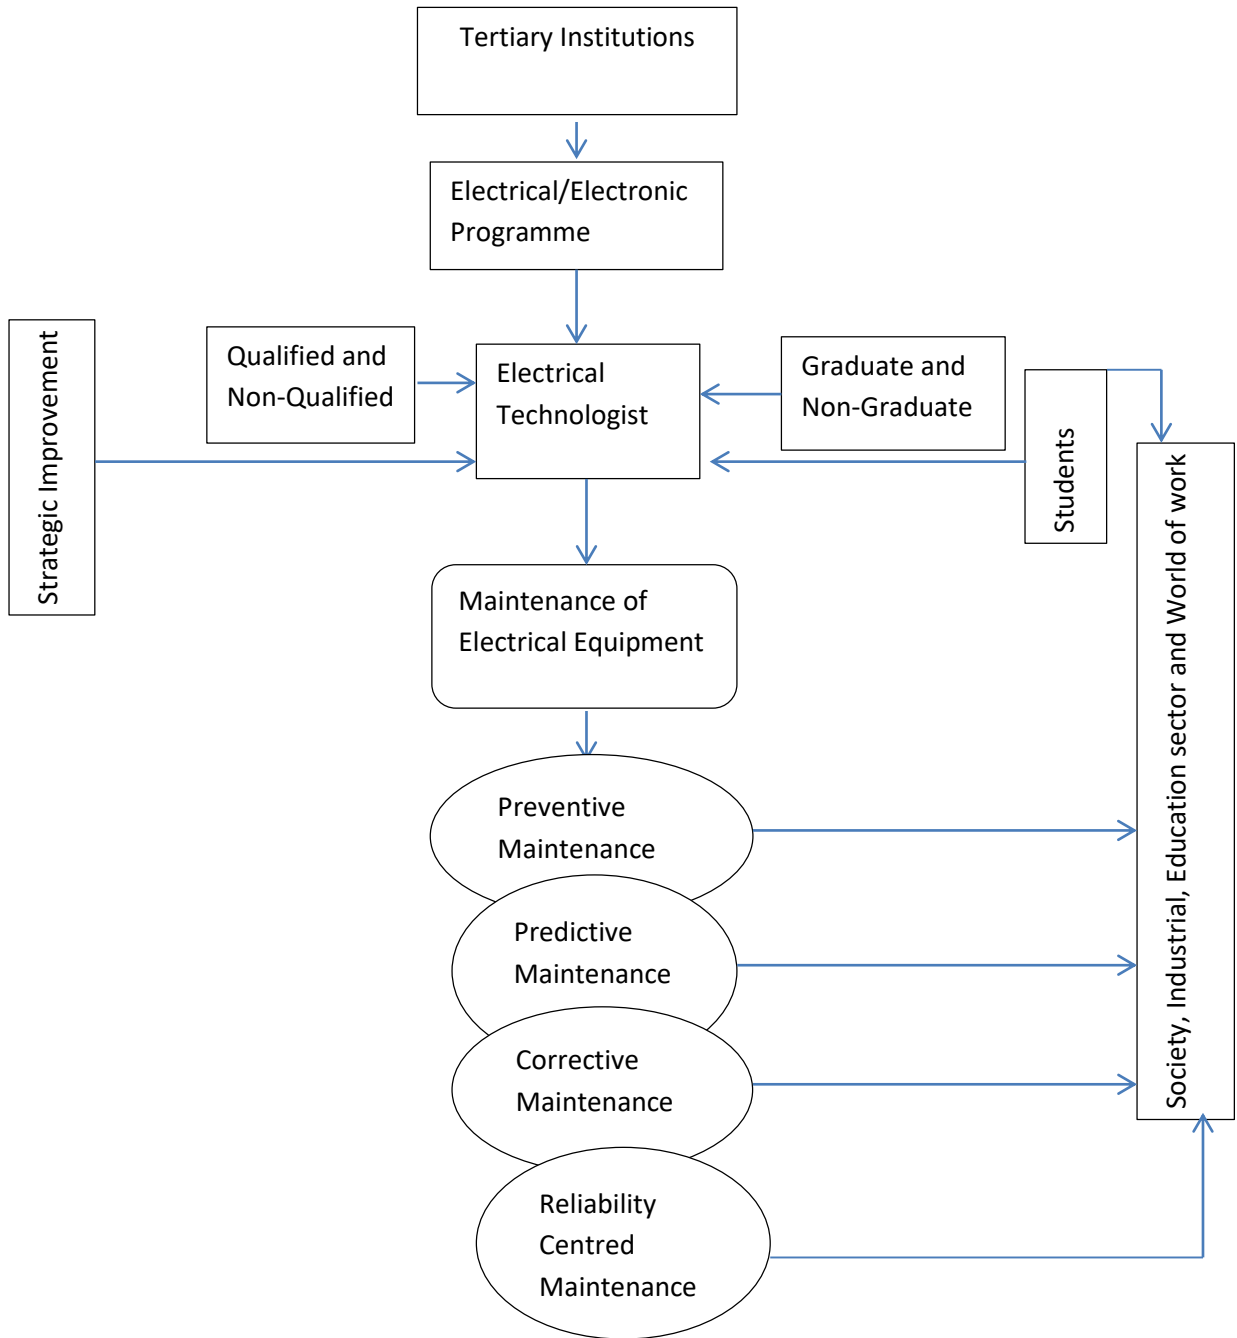 Tertiary Institutions
Electrical/Electronic
Programme
Strategic Improvement
Qualified and
Non-Qualified
Electrical
Technologist
Graduate and
Non-Graduate
Students
Society, Industrial, Education sector and World of work
Maintenance of
Electrical Equipment
Preventive
Maintenance
Predictive
Maintenance
Corrective
Maintenance
Reliability
Centred
Maintenance